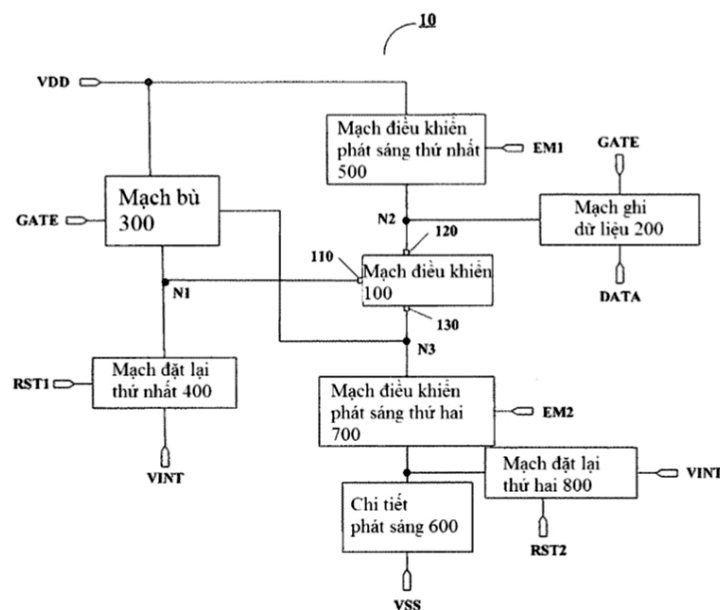 10
VDD
Mạch điều khiển
phát sáng thứ nhất
500
EM1
GATE
Mạch bù
300
GATE
N2
120
Mạch ghi
dữ liệu 200
110
Mạch điều khiển
100
DATA
N1
130
N3
Mạch đặt lại
thứ nhất 400
RST1
Mạch điều khiển
phát sáng thứ hai
700
EM2
VINT
Mạch đặt lại
thứ hai 800
VINT
Chi tiết
phát sáng 600
RST2
VSS